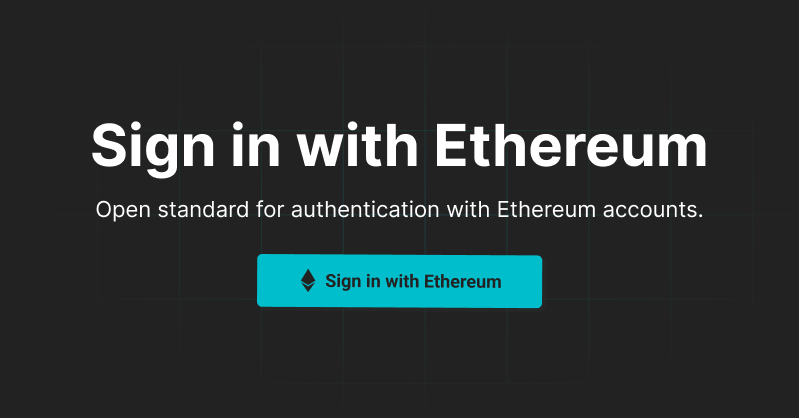 Sign in with Ethereum
Open standard for authentication with Ethereum accounts.
Sign in with Ethereum